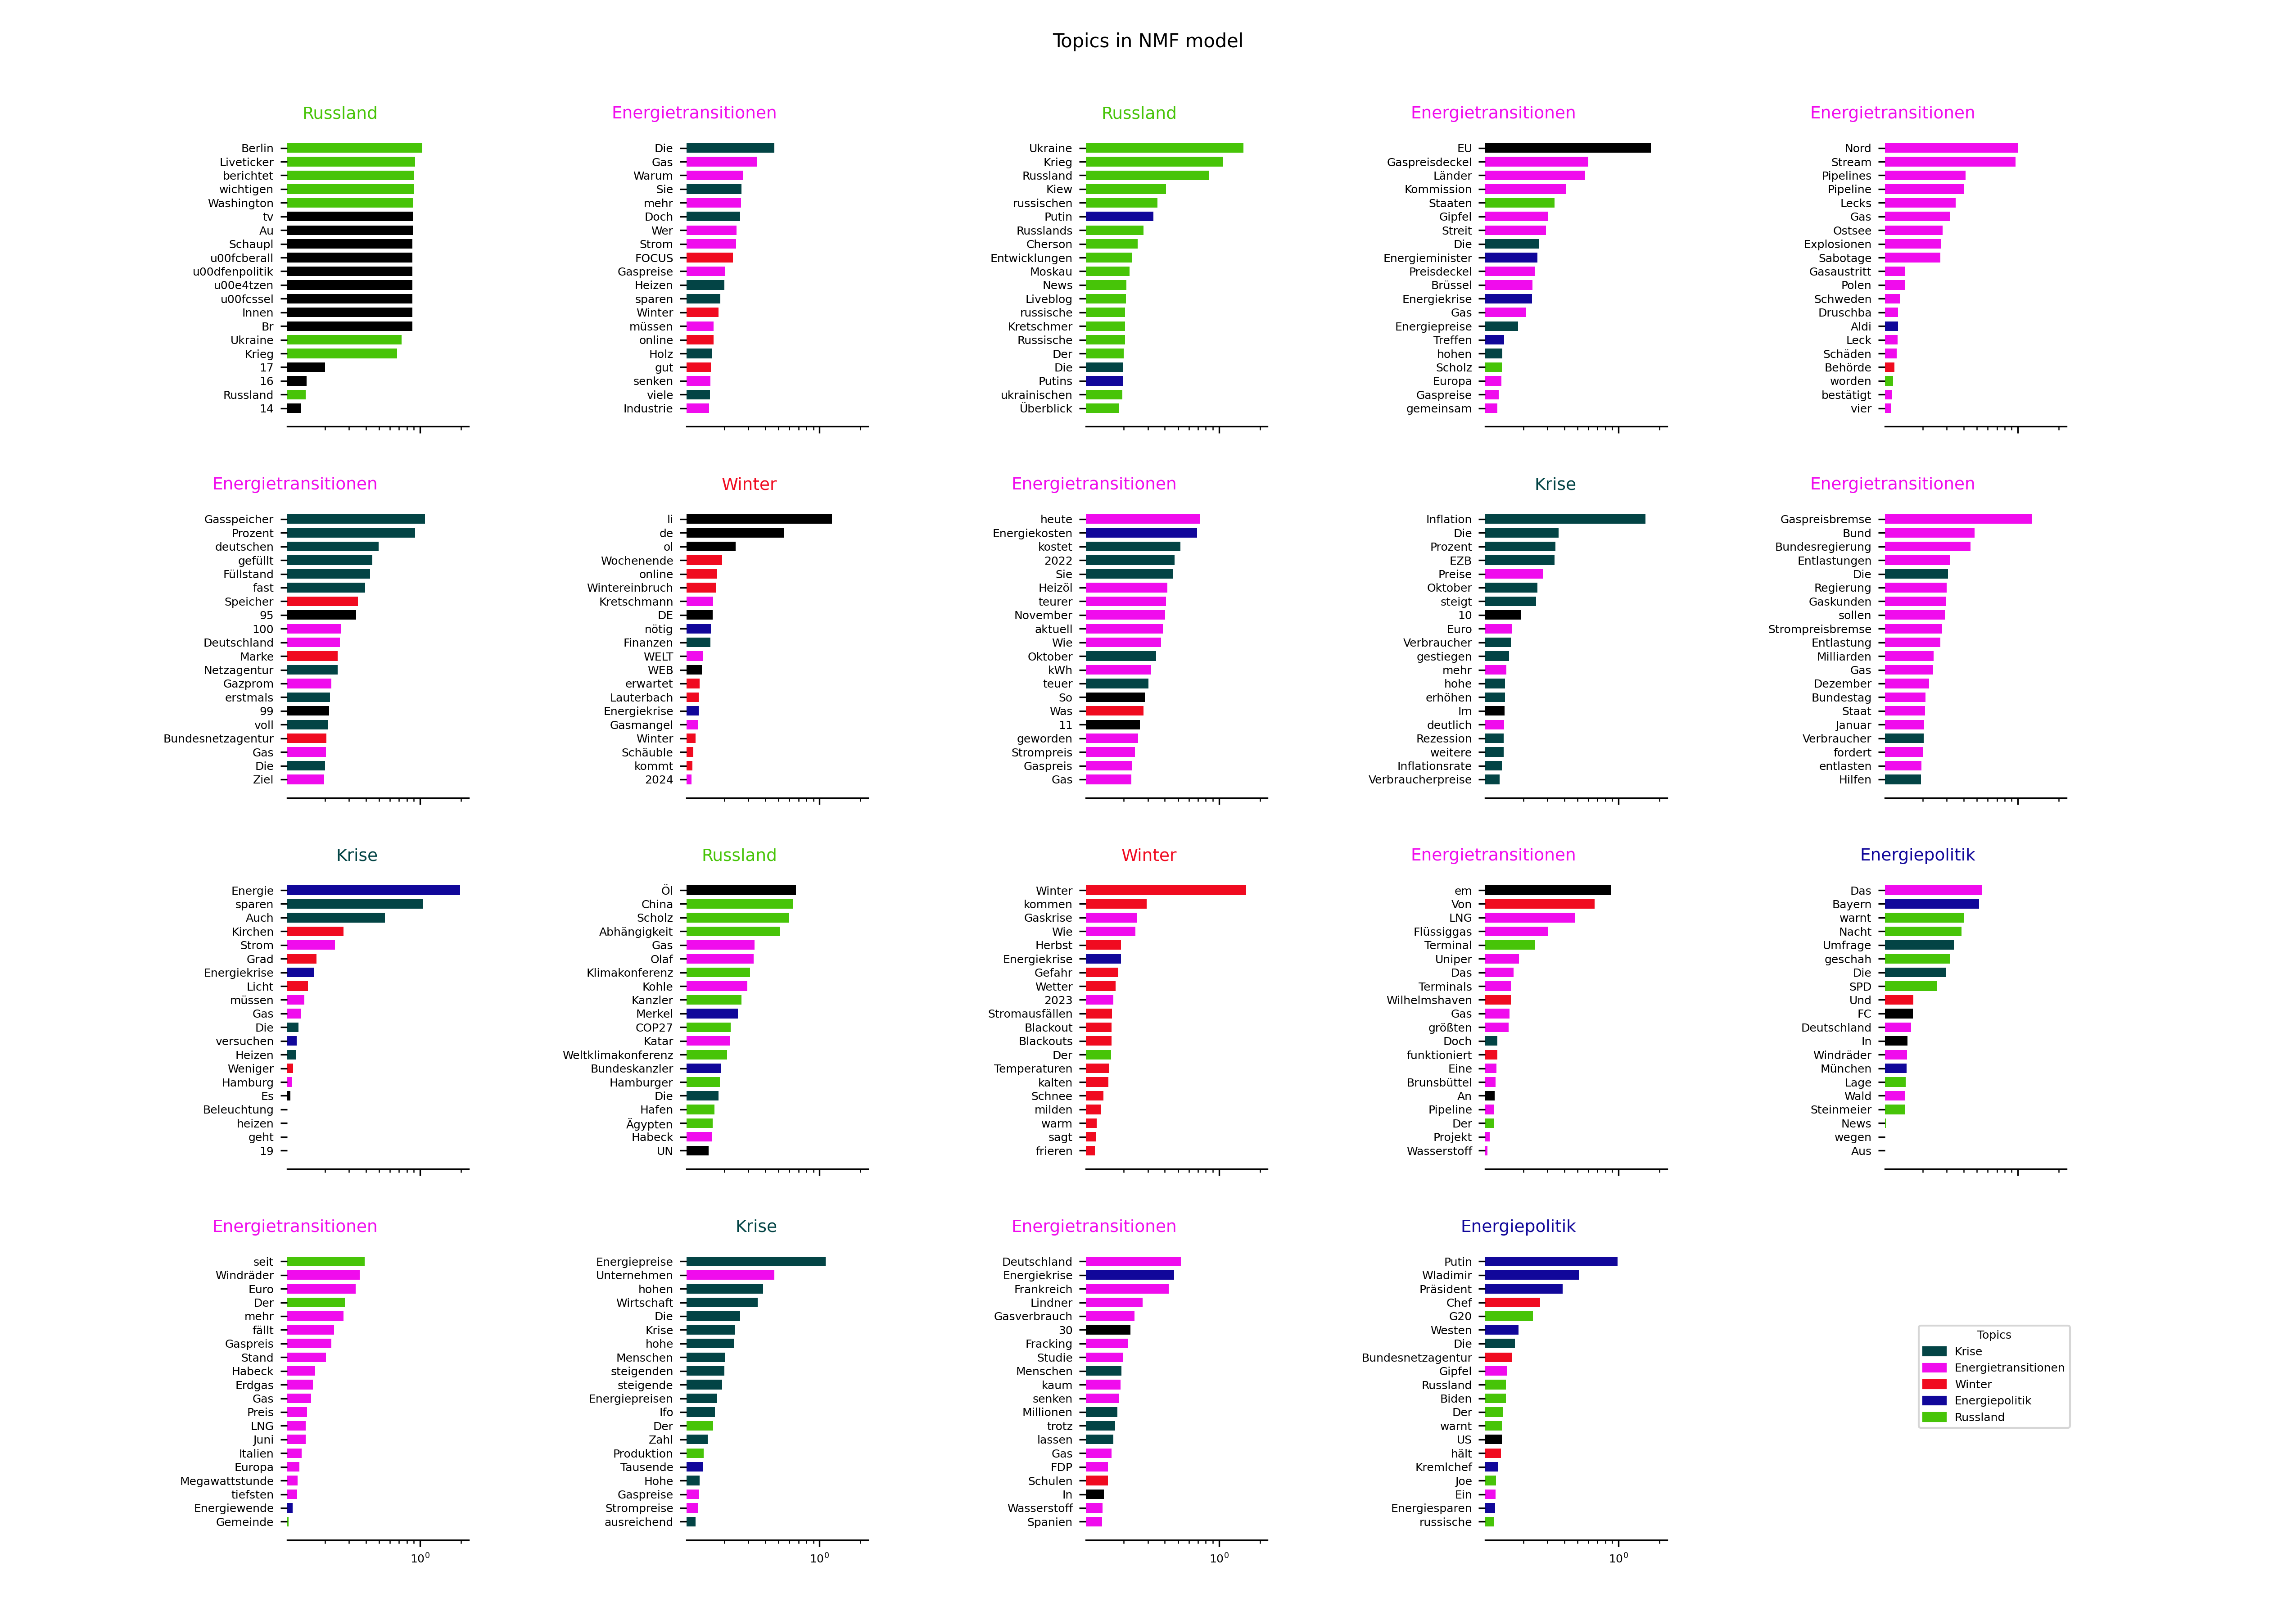 Topics in NMF model
Russland
Berlin
Liveticker
berichtet
wichtigen
Washington
tv
Au
Schaupl
u00fcberall
u00dfenpolitik
u00e4tzen
u00fcssel
Innen
Br
Ukraine
Krieg
17
16
Russland
14
Energietransitionen
Die
Gas
Warum
Sie
mehr
Doch
Wer
Strom
FOCUS
Gaspreise
Heizen
sparen
Winter
müssen
online
Holz
gut
senken
viele
Industrie
Russland
Ukraine
Krieg
Russland
Kiew
russischen
Putin
Russlands
Cherson
Entwicklungen
Moskau
News
Liveblog
russische
Kretschmer
Russische
Der
Die
Putins
ukrainischen
Überblick
Energietransitionen
EU
Gaspreisdeckel
Länder
Kommission
Staaten
Gipfel
Streit
Die
Energieminister
Preisdeckel
Brüssel
Energiekrise
Gas
Energiepreise
Treffen
hohen
Scholz
Europa
Gaspreise
gemeinsam
Energietransitionen
Nord
Stream
Pipelines
Pipeline
Lecks
Gas
Ostsee
Explosionen
Sabotage
Gasaustritt
Polen
Schweden
Druschba
Aldi
Leck
Schäden
Behörde
worden
bestätigt
vier
Energietransitionen
Gasspeicher
Prozent
deutschen
gefüllt
Füllstand
fast
Speicher
95
100
Deutschland
Marke
Netzagentur
Gazprom
erstmals
99
voll
Bundesnetzagentur
Gas
Die
Ziel
Winter
li
de
ol
Wochenende
online
Wintereinbruch
Kretschmann
DE
nötig
Finanzen
WELT
WEB
erwartet
Lauterbach
Energiekrise
Gasmangel
Winter
Schäuble
kommt
2024
Energietransitionen
heute
Energiekosten
kostet
2022
Sie
Heizöl
teurer
November
aktuell
Wie
Oktober
kWh
teuer
So
Was
11
geworden
Strompreis
Gaspreis
Gas
Krise
Inflation
Die
Prozent
EZB
Preise
Oktober
steigt
10
Euro
Verbraucher
gestiegen
mehr
hohe
erhöhen
Im
deutlich
Rezession
weitere
Inflationsrate
Verbraucherpreise
Energietransitionen
Gaspreisbremse
Bund
Bundesregierung
Entlastungen
Die
Regierung
Gaskunden
sollen
Strompreisbremse
Entlastung
Milliarden
Gas
Dezember
Bundestag
Staat
Januar
Verbraucher
fordert
entlasten
Hilfen
Krise
Energie
sparen
Auch
Kirchen
Strom
Grad
Energiekrise
Licht
müssen
Gas
Die
versuchen
Heizen
Weniger
Hamburg
Es
Beleuchtung
heizen
geht
19
Russland
Öl
China
Scholz
Abhängigkeit
Gas
Olaf
Klimakonferenz
Kohle
Kanzler
Merkel
COP27
Katar
Weltklimakonferenz
Bundeskanzler
Hamburger
Die
Hafen
Ägypten
Habeck
UN
Winter
Winter
kommen
Gaskrise
Wie
Herbst
Energiekrise
Gefahr
Wetter
2023
Stromausfällen
Blackout
Blackouts
Der
Temperaturen
kalten
Schnee
milden
warm
sagt
frieren
Energietransitionen
em
Von
LNG
Flüssiggas
Terminal
Uniper
Das
Terminals
Wilhelmshaven
Gas
größten
Doch
funktioniert
Eine
Brunsbüttel
An
Pipeline
Der
Projekt
Wasserstoff
Energiepolitik
Das
Bayern
warnt
Nacht
Umfrage
geschah
Die
SPD
Und
FC
Deutschland
In
Windräder
München
Lage
Wald
Steinmeier
News
wegen
Aus
Energietransitionen
seit
Windräder
Euro
Der
mehr
fällt
Gaspreis
Stand
Habeck
Erdgas
Gas
Preis
LNG
Juni
Italien
Europa
Megawattstunde
tiefsten
Energiewende
Gemeinde
10⁰
Krise
Energiepreise
Unternehmen
hohen
Wirtschaft
Die
Krise
hohe
Menschen
steigenden
steigende
Energiepreisen
Ifo
Der
Zahl
Produktion
Tausende
Hohe
Gaspreise
Strompreise
ausreichend
10⁰
Energietransitionen
Deutschland
Energiekrise
Frankreich
Lindner
Gasverbrauch
30
Fracking
Studie
Menschen
kaum
senken
Millionen
trotz
lassen
Gas
FDP
Schulen
In
Wasserstoff
Spanien
10⁰
Energiepolitik
Putin
Wladimir
Präsident
Chef
G20
Westen
Die
Bundesnetzagentur
Gipfel
Russland
Biden
Der
warnt
US
hält
Kremlchef
Joe
Ein
Energiesparen
russische
10⁰
Topics
Krise
Energietransitionen
Winter
Energiepolitik
Russland